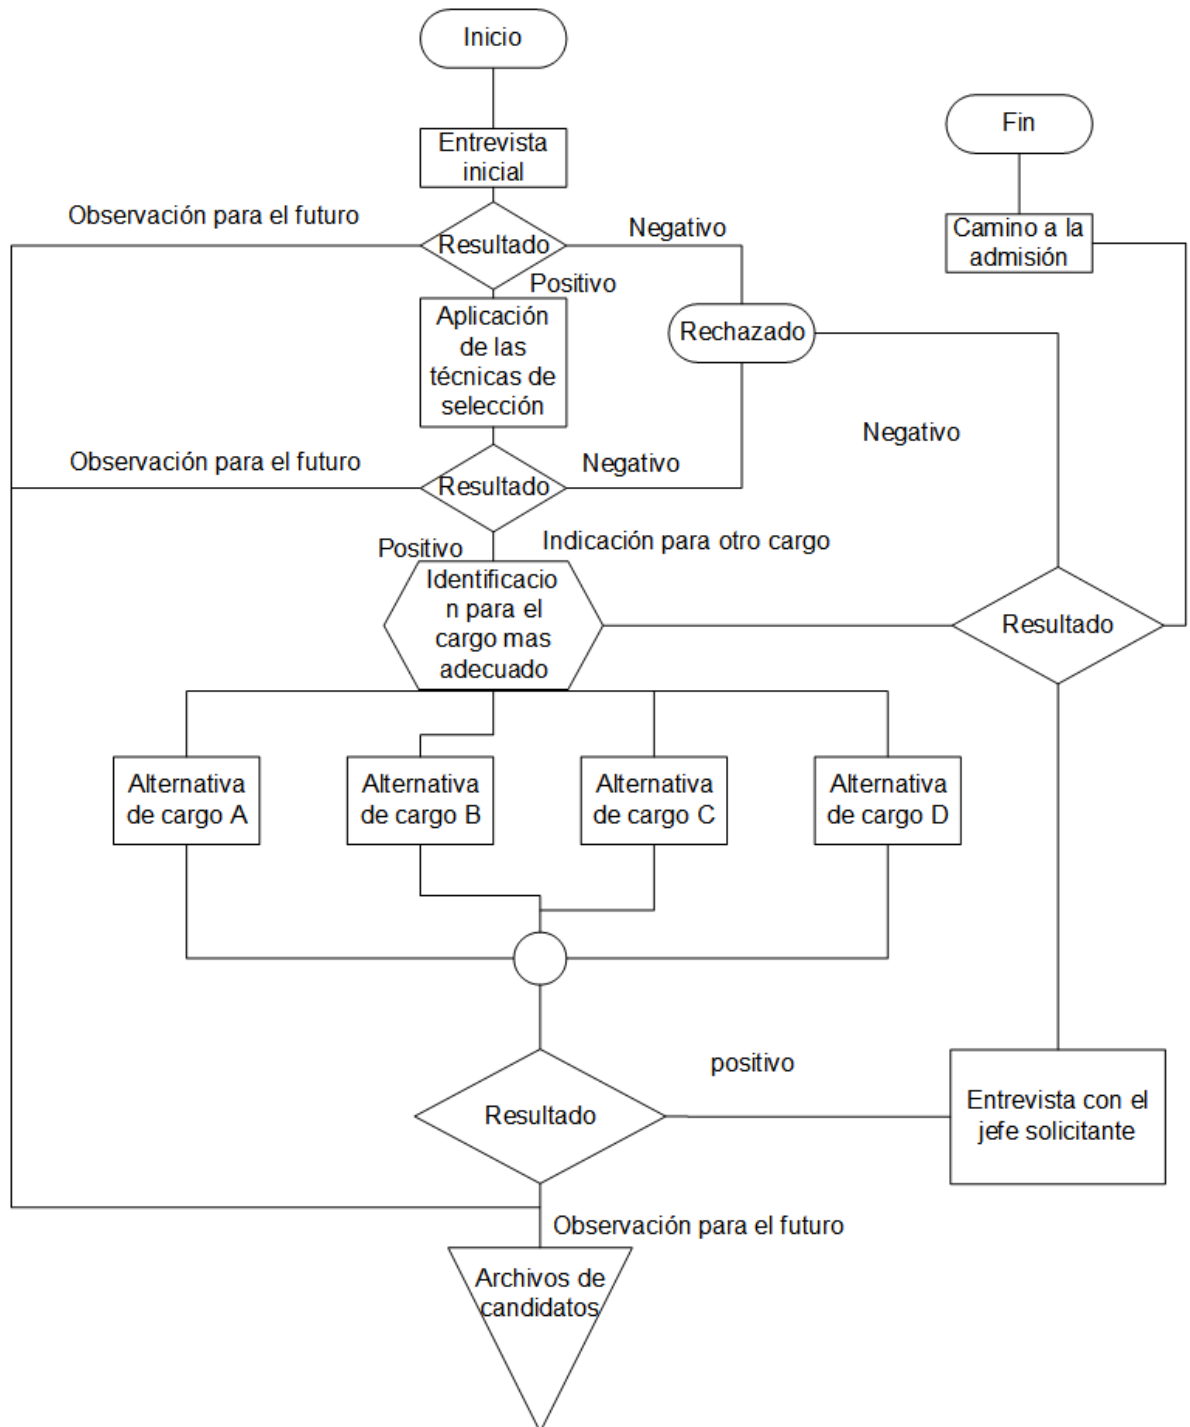 Inicio
Fin
Entrevista
inicial
Camino a la
admisión
Observación para el futuro
Resultado
Negativo
Positivo
Aplicación
de las
técnicas de
selección
Rechazado
Negativo
Observación para el futuro
Resultado
Negativo
Positivo
Indicación para otro cargo
Identificacio
n para el
cargo mas
adecuado
Resultado
Alternativa
de cargo A
Alternativa
de cargo B
Alternativa
de cargo C
Alternativa
de cargo D
Resultado
positivo
Entrevista con el
jefe solicitante
Observación para el futuro
Archivos de
candidatos